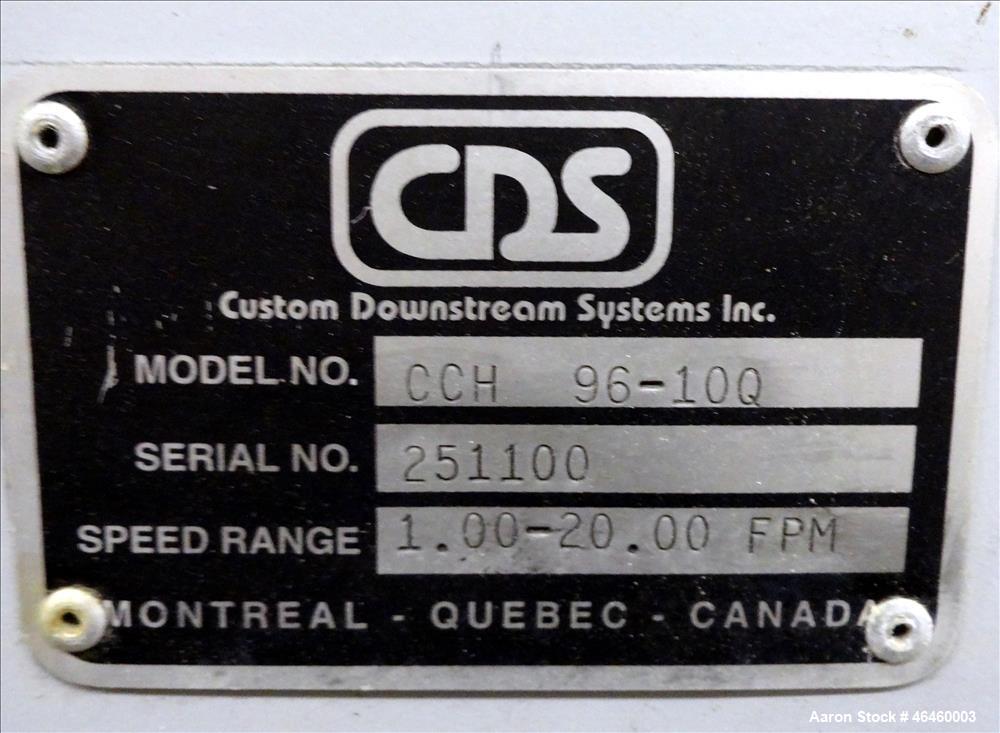 CDS
Custom Downstream Systems Inc.
MODEL NO. CCH 96-10Q
SERIAL NO. 251100
SPEED RANGE 1.00-20.00 FPM
MONTREAL - QUEBEC - CANADA
Aaron Stock # 46460003